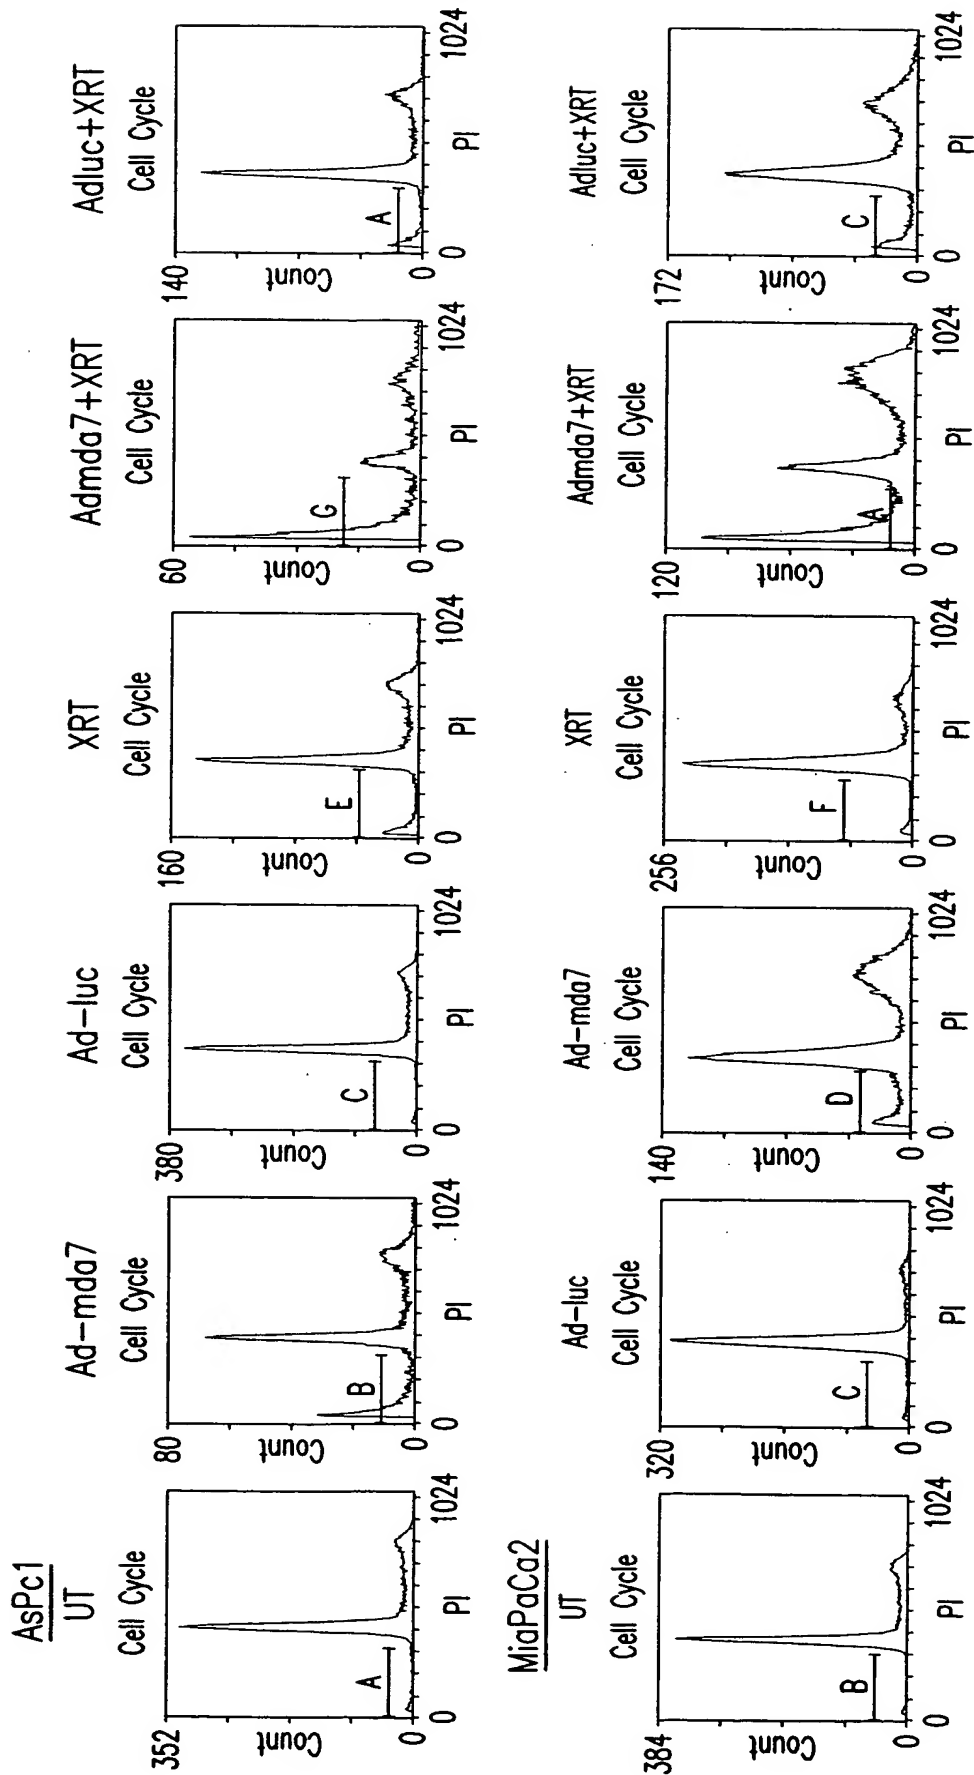 AsPc1
UT
Cell Cycle
352
Count
0
A
0
PI
1024
Ad-mda7
Cell Cycle
80
Count
0
B
0
PI
1024
Ad-luc
Cell Cycle
380
Count
0
C
0
PI
1024
XRT
Cell Cycle
160
Count
0
E
0
PI
1024
Admda7+XRT
Cell Cycle
60
Count
0
G
0
PI
1024
Adluc+XRT
Cell Cycle
140
Count
0
A
0
PI
1024
MiaPaCa2
UT
Cell Cycle
384
Count
0
B
0
PI
1024
Ad-luc
Cell Cycle
320
Count
0
C
0
PI
1024
Ad-mda7
Cell Cycle
140
Count
0
D
0
PI
1024
XRT
Cell Cycle
256
Count
0
F
0
PI
1024
Admda7+XRT
Cell Cycle
120
Count
0
A
0
PI
1024
Adluc+XRT
Cell Cycle
172
Count
0
C
0
PI
1024